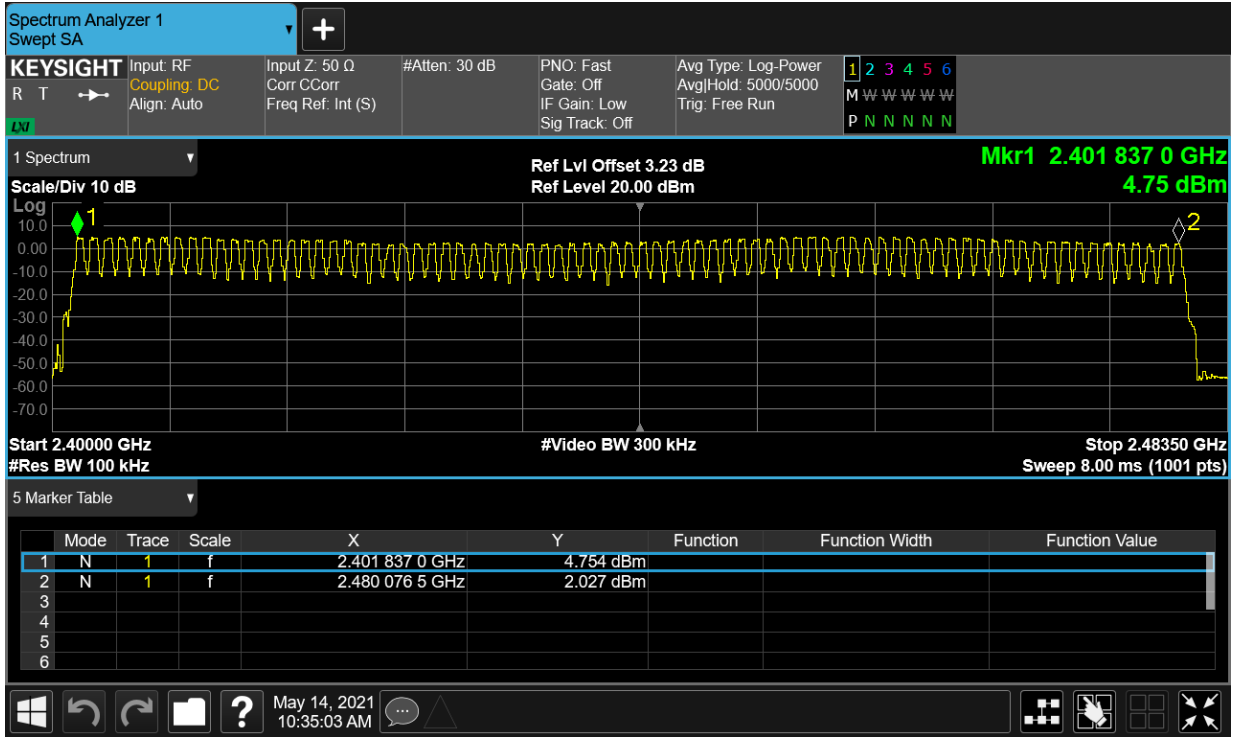 Spectrum Analyzer 1
Swept SA
KEYSIGHT
R T
LXI
Input: RF
Coupling: DC
Align: Auto
Input Z: 50 Ω
Corr CCorr
Freq Ref: Int (S)
#Atten: 30 dB
PNO: Fast
Gate: Off
IF Gain: Low
Sig Track: Off
Avg Type: Log-Power
Avg|Hold: 5000/5000
Trig: Free Run
1 2 3 4 5 6
M W W W W W
P N N N N N
1 Spectrum
Scale/Div 10 dB
Ref Lvl Offset 3.23 dB
Ref Level 20.00 dBm
Mkr1 2.401 837 0 GHz
4.75 dBm
Log
1
2
10.0
0.00
-10.0
-20.0
-30.0
-40.0
-50.0
-60.0
-70.0
Start 2.40000 GHz
#Res BW 100 kHz
#Video BW 300 kHz
Stop 2.48350 GHz
Sweep 8.00 ms (1001 pts)
5 Marker Table
Mode Trace Scale X Y Function Function Width Function Value
1 N 1 f 2.401 837 0 GHz 4.754 dBm
2 N 1 f 2.480 076 5 GHz 2.027 dBm
3
4
5
6
?
May 14, 2021
10:35:03 AM